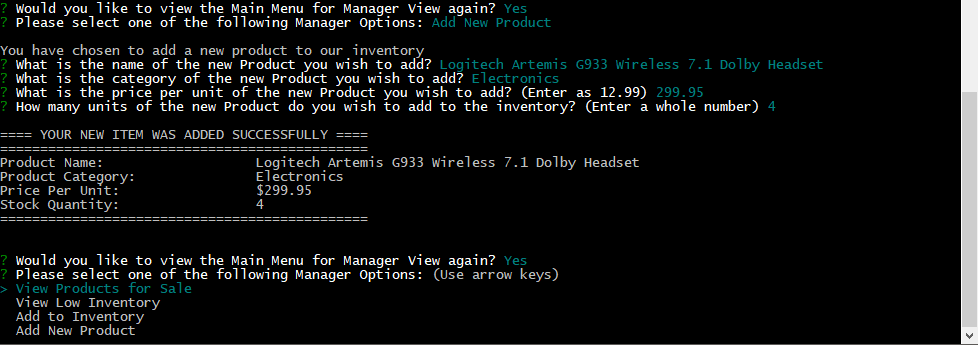 ? Would you like to view the Main Menu for Manager View again? Yes
? Please select one of the following Manager Options: Add New Product
You have chosen to add a new product to our inventory
? What is the name of the new Product you wish to add? Logitech Artemis G933 Wireless 7.1 Dolby Headset
? What is the category of the new Product you wish to add? Electronics
? What is the price per unit of the new Product you wish to add? (Enter as 12.99) 299.95
? How many units of the new Product do you wish to add to the inventory? (Enter a whole number) 4
==== YOUR NEW ITEM WAS ADDED SUCCESSFULLY ====
==============================================
Product Name: Logitech Artemis G933 Wireless 7.1 Dolby Headset
Product Category: Electronics
Price Per Unit: $299.95
Stock Quantity: 4
==============================================
? Would you like to view the Main Menu for Manager View again? Yes
? Please select one of the following Manager Options: (Use arrow keys)
> View Products for Sale
View Low Inventory
Add to Inventory
Add New Product